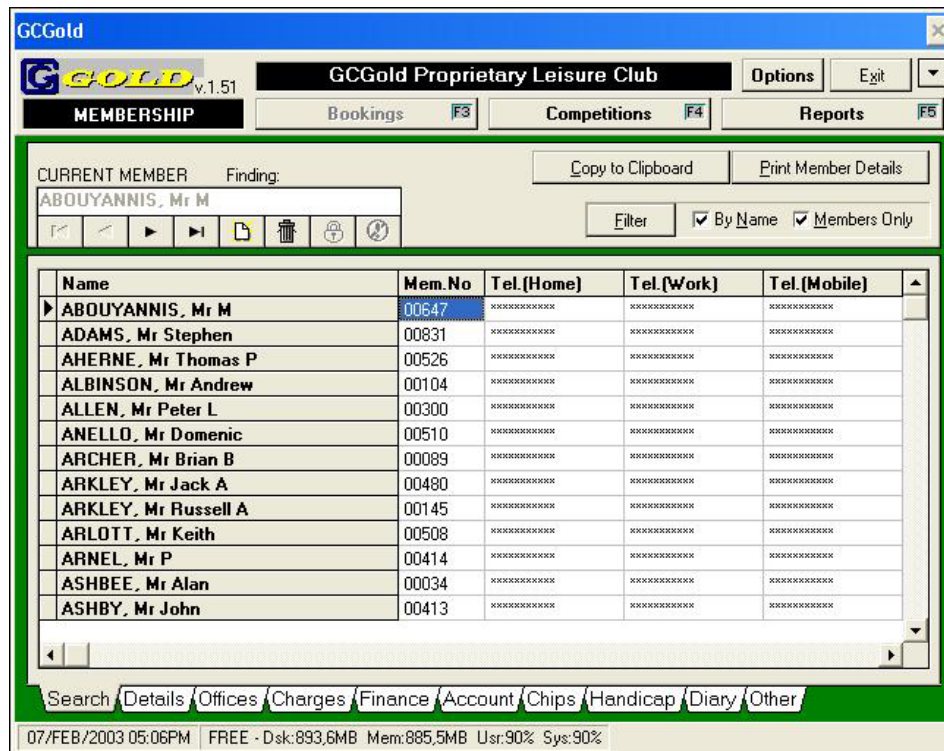 GCGold
G GOLD v.1.51 GCGold Proprietary Leisure Club Options Exit
MEMBERSHIP Bookings F3 Competitions F4 Reports F5
Copy to Clipboard Print Member Details
CURRENT MEMBER Finding:
ABOUYANNIS, Mr M
Filter By Name Members Only
Name Mem.No Tel.(Home) Tel.(Work) Tel.(Mobile)
ABOUYANNIS, Mr M 00647 *********** *********** ***********
ADAMS, Mr Stephen 00831 *********** *********** ***********
AHERNE, Mr Thomas P 00526 *********** *********** ***********
ALBINSON, Mr Andrew 00104 *********** *********** ***********
ALLEN, Mr Peter L 00300 *********** *********** ***********
ANELLO, Mr Domenic 00510 *********** *********** ***********
ARCHER, Mr Brian B 00089 *********** *********** ***********
ARKLEY, Mr Jack A 00480 *********** *********** ***********
ARKLEY, Mr Russell A 00145 *********** *********** ***********
ARLOTT, Mr Keith 00508 *********** *********** ***********
ARNEL, Mr P 00414 *********** *********** ***********
ASHBEE, Mr Alan 00034 *********** *********** ***********
ASHBY, Mr John 00413 *********** *********** ***********
Search Details Offices Charges Finance Account Chips Handicap Diary Other
07/FEB/2003 05:06PM FREE - Dsk:893,6MB Mem:885,5MB Usr:90% Sys:90%